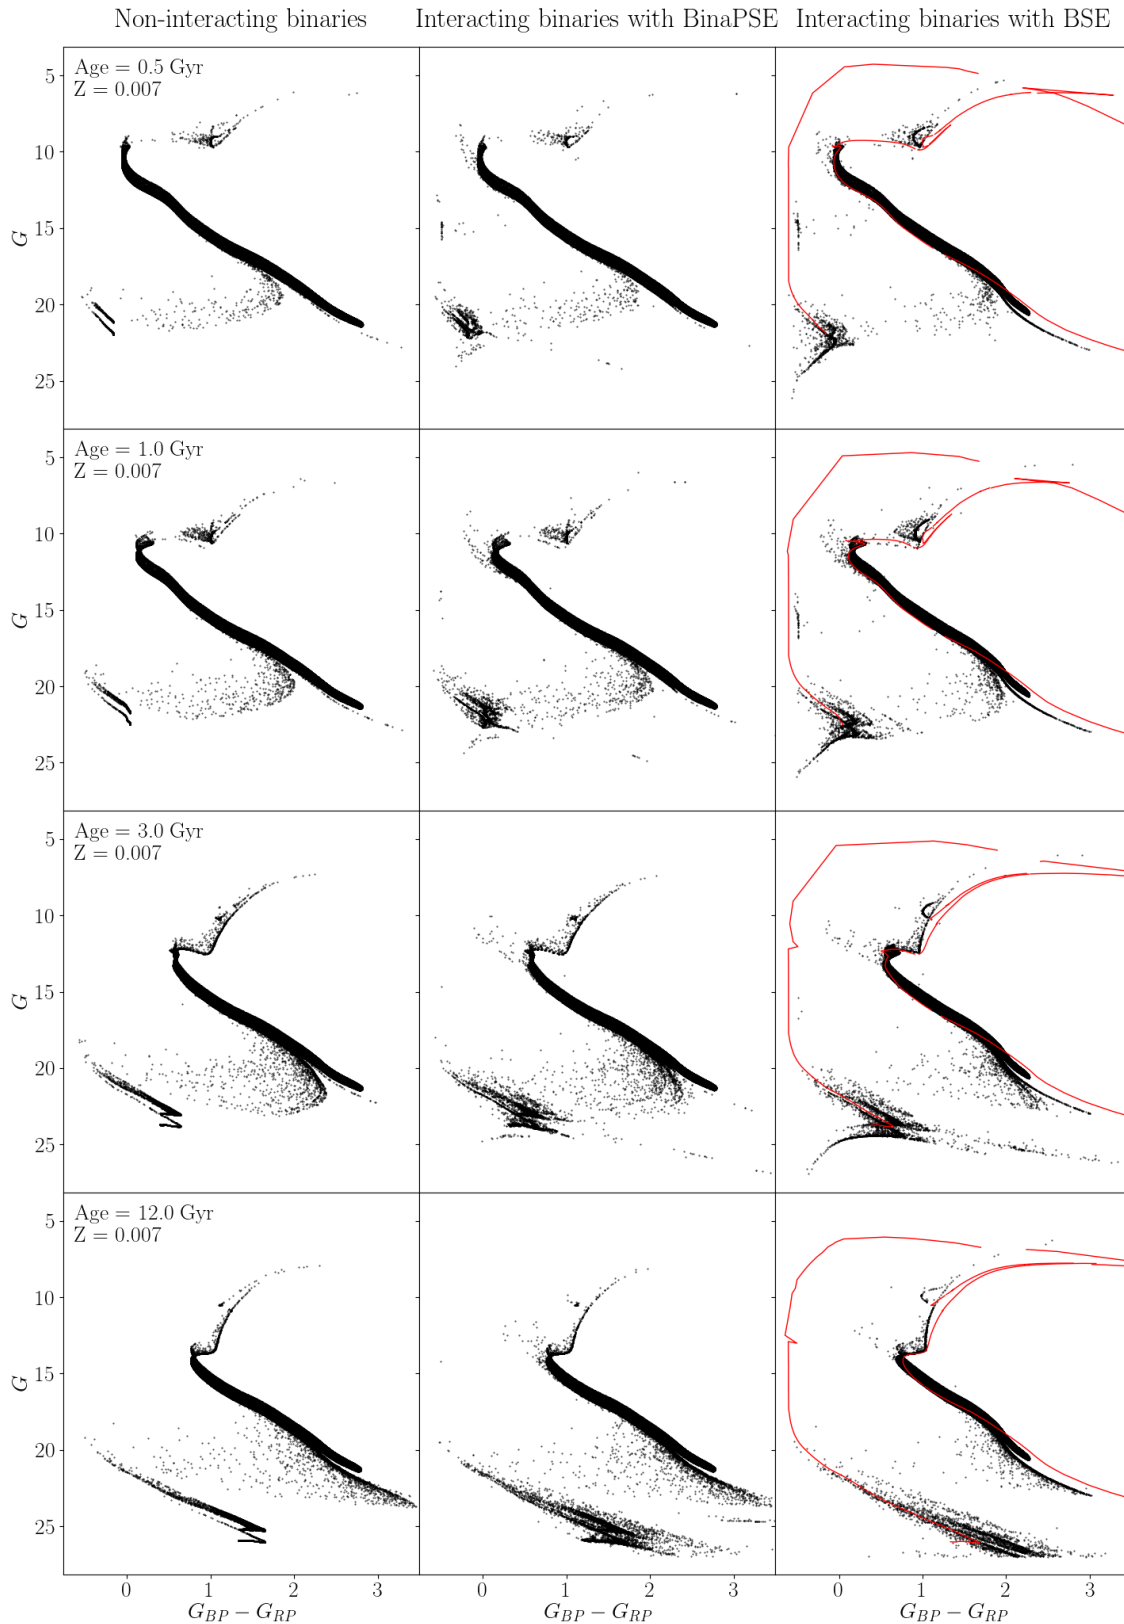 Non-interacting binaries Interacting binaries with BinaPSE Interacting binaries with BSE
Age = 0.5 Gyr
Z = 0.007
5
10
15
20
25
G
Age = 1.0 Gyr
Z = 0.007
5
10
15
20
25
G
Age = 3.0 Gyr
Z = 0.007
5
10
15
20
25
G
Age = 12.0 Gyr
Z = 0.007
5
10
15
20
25
G
0 1 2 3 0 1 2 3 0 1 2 3
G_BP − G_RP G_BP − G_RP G_BP − G_RP